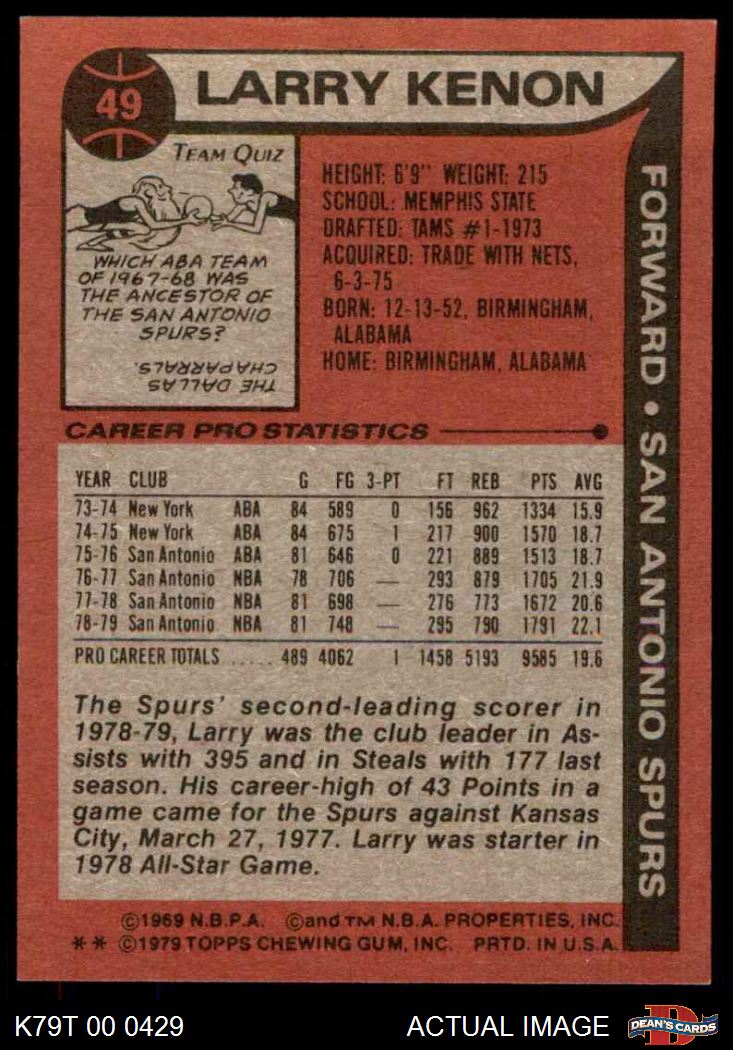 49
LARRY KENON
TEAM QUIZ
WHICH ABA TEAM
OF 1967-68 WAS
THE ANCESTOR OF
THE SAN ANTONIO
SPURS?
THE DALLAS
CHAPARRALS.
HEIGHT: 6'9" WEIGHT: 215
SCHOOL: MEMPHIS STATE
DRAFTED: TAMS #1-1973
ACQUIRED: TRADE WITH NETS,
6-3-75
BORN: 12-13-52, BIRMINGHAM,
ALABAMA
HOME: BIRMINGHAM, ALABAMA
FORWARD • SAN ANTONIO SPURS
CAREER PRO STATISTICS
YEAR CLUB G FG 3-PT FT REB PTS AVG
73-74 New York ABA 84 589 0 156 962 1334 15.9
74-75 New York ABA 84 675 1 217 900 1570 18.7
75-76 San Antonio ABA 81 646 0 221 889 1513 18.7
76-77 San Antonio NBA 78 706 — 293 879 1705 21.9
77-78 San Antonio NBA 81 698 — 276 773 1672 20.6
78-79 San Antonio NBA 81 748 — 295 790 1791 22.1
PRO CAREER TOTALS ..... 489 4062 1 1458 5193 9585 19.6
The Spurs' second-leading scorer in
1978-79, Larry was the club leader in As-
sists with 395 and in Steals with 177 last
season. His career-high of 43 Points in a
game came for the Spurs against Kansas
City, March 27, 1977. Larry was starter in
1978 All-Star Game.
©1969 N.B.P.A. ©and TM N.B.A. PROPERTIES, INC.
** ©1979 TOPPS CHEWING GUM, INC. PRTD. IN U.S.A.
K79T 00 0429 ACTUAL IMAGE
D
DEAN'S CARDS